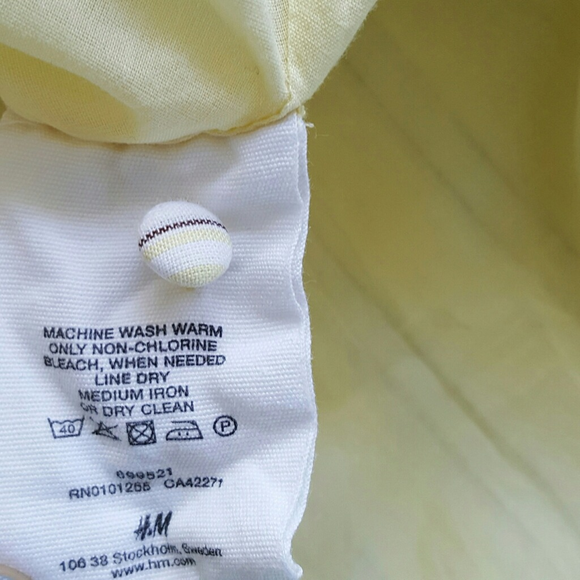 MACHINE WASH WARM
ONLY NON-CHLORINE
BLEACH, WHEN NEEDED
LINE DRY
MEDIUM IRON
OR DRY CLEAN
40 P
699521
RN0101255 CA42271
H.M
106 38 Stockholm, Sweden
www.hm.com